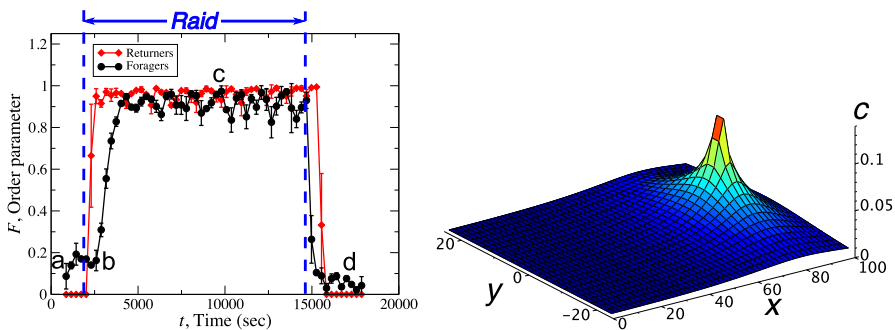 Raid
1.2
1
0.8
0.6
0.4
0.2
0
F, Order parameter
Returners
Foragers
a
b
c
d
0
5000
10000
15000
20000
t, Time (sec)
c
0.1
0.05
0
20
0
−20
y
0
20
40
60
80
100
x